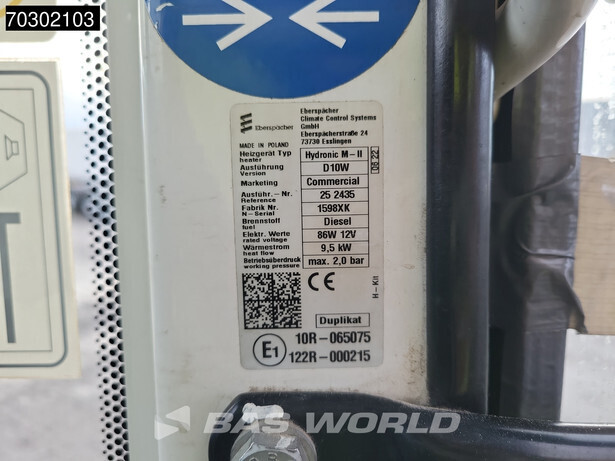 70302103
Eberspächer
Eberspächer
Climate Control Systems
GmbH
Eberspächerstraße 24
73730 Esslingen
MADE IN POLAND
Heizgerät Typ Hydronic M-II
heater
Ausführung D10W
Version
Marketing Commercial
Ausführ.-Nr. 25 2435
Reference
Fabrik Nr. 1598XK
N-Serial
Brennstoff Diesel
fuel
Elektr. Werte 86W 12V
rated voltage
Wärmestrom 9,5 kW
heat flow
Betriebsüberdruck max. 2,0 bar
working pressure
CE
H-Kit
Duplikat
E1
10R-065075
122R-000215
BAS WORLD